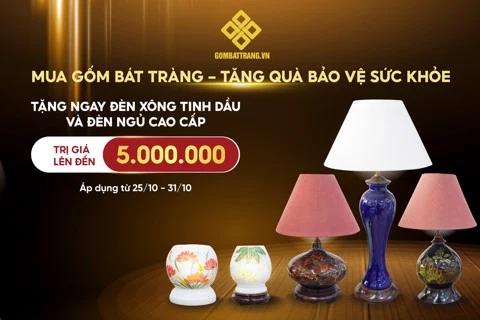 GOMBATTRANG.VN
MUA GỐM BÁT TRÀNG – TẶNG QUÀ BẢO VỆ SỨC KHỎE
TẶNG NGAY ĐÈN XÔNG TINH DẦU
VÀ ĐÈN NGỦ CAO CẤP
TRỊ GIÁ
LÊN ĐẾN
5.000.000
Áp dụng từ 25/10 - 31/10